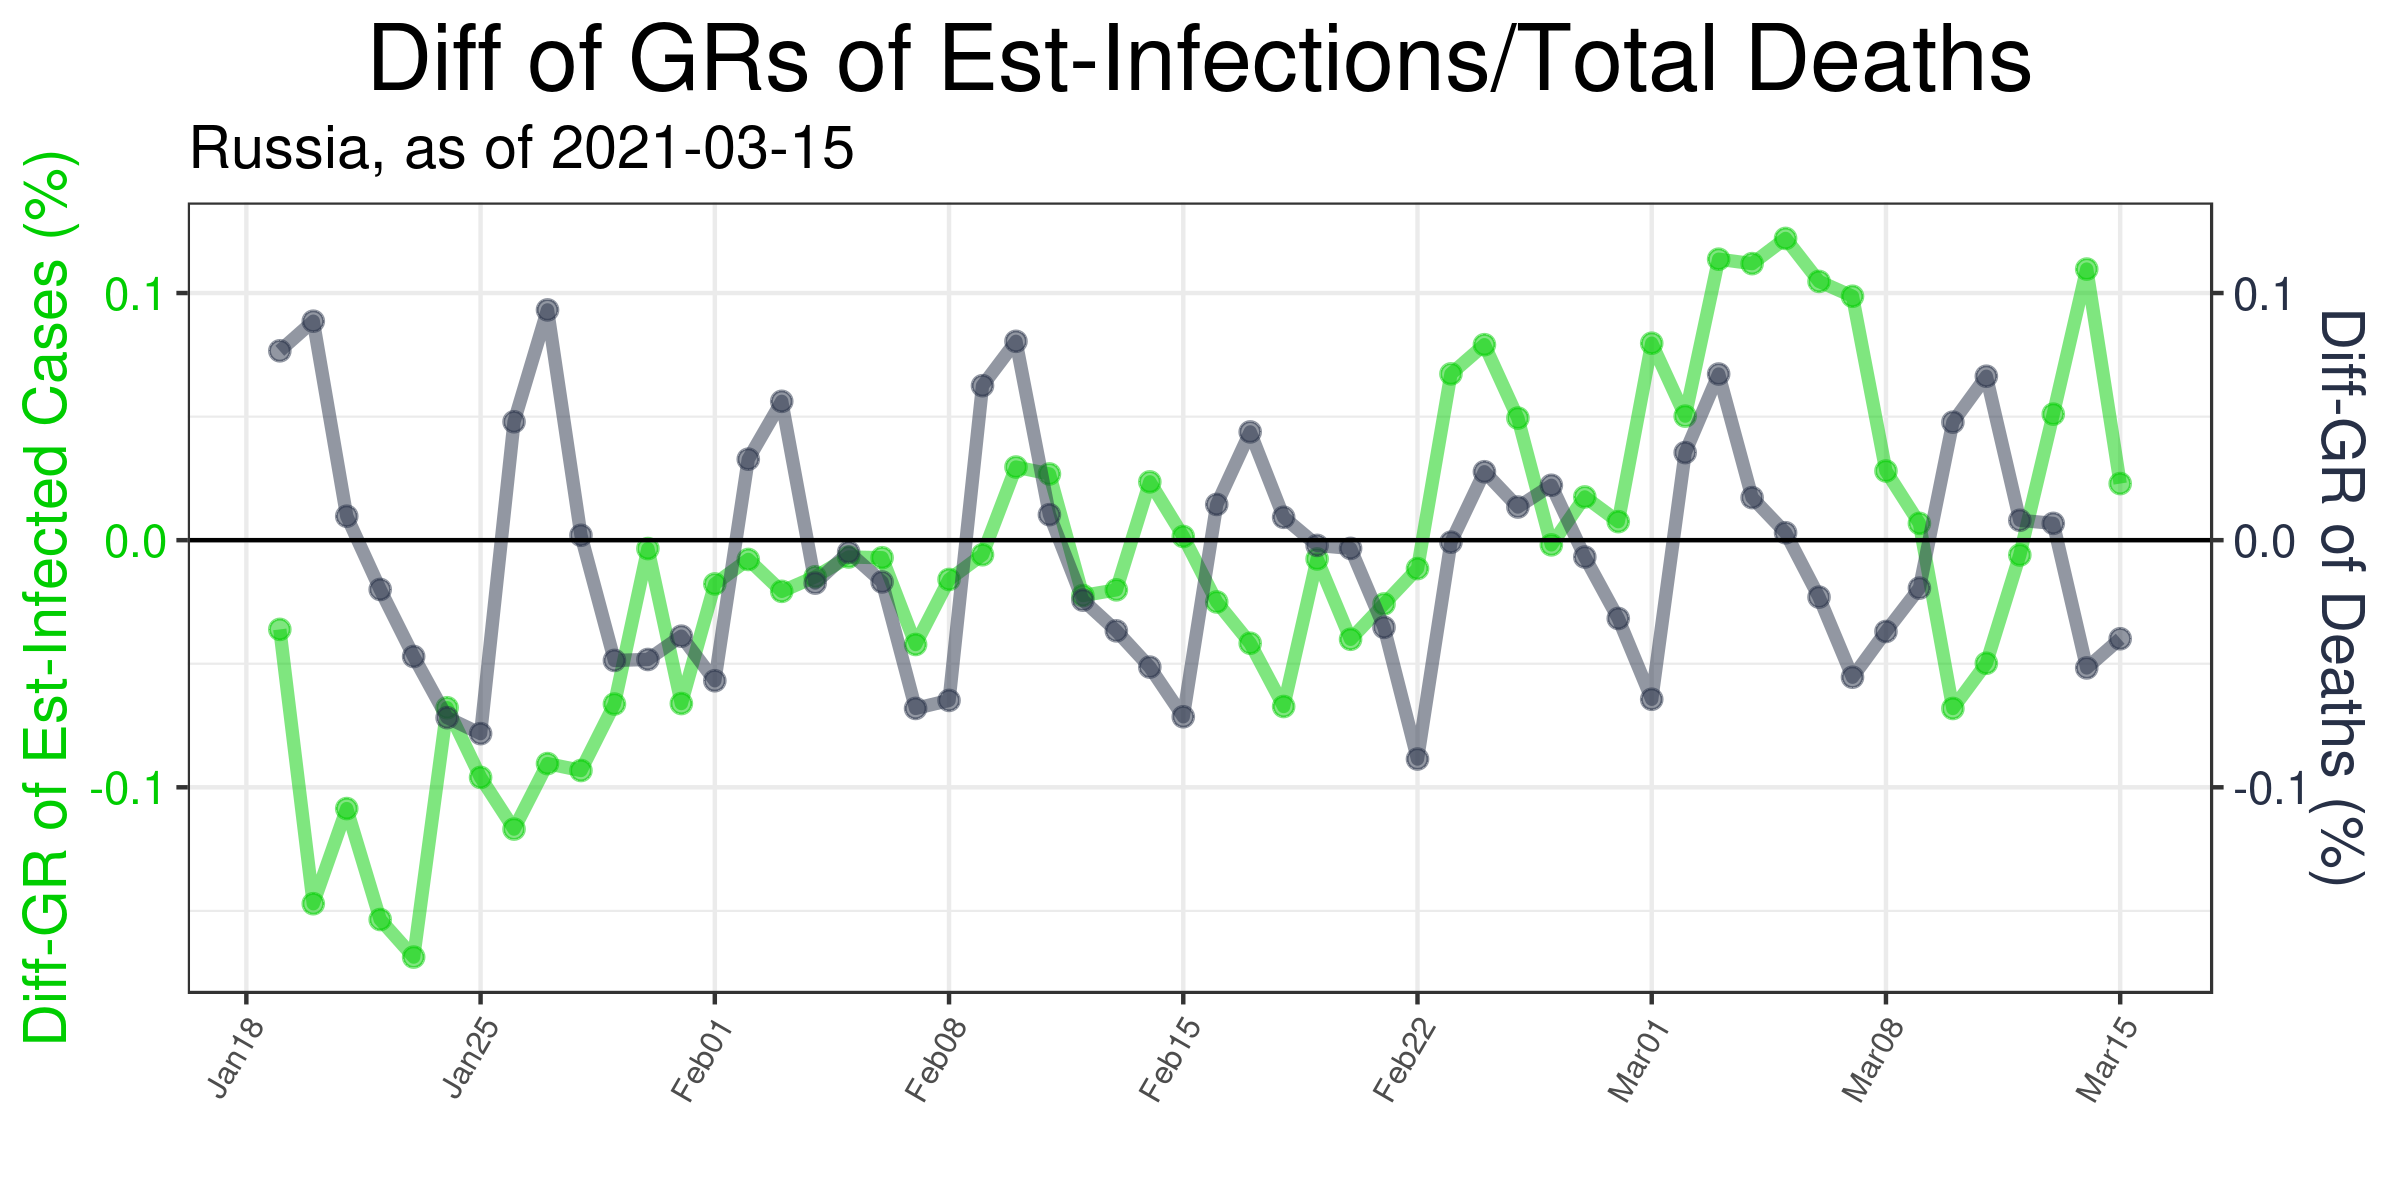 Diff of GRs of Est-Infections/Total Deaths
Russia, as of 2021-03-15
Diff-GR of Est-Infected Cases (%)
0.1
0.0
-0.1
0.1
0.0
-0.1
Diff-GR of Deaths (%)
Jan18
Jan25
Feb01
Feb08
Feb15
Feb22
Mar01
Mar08
Mar15